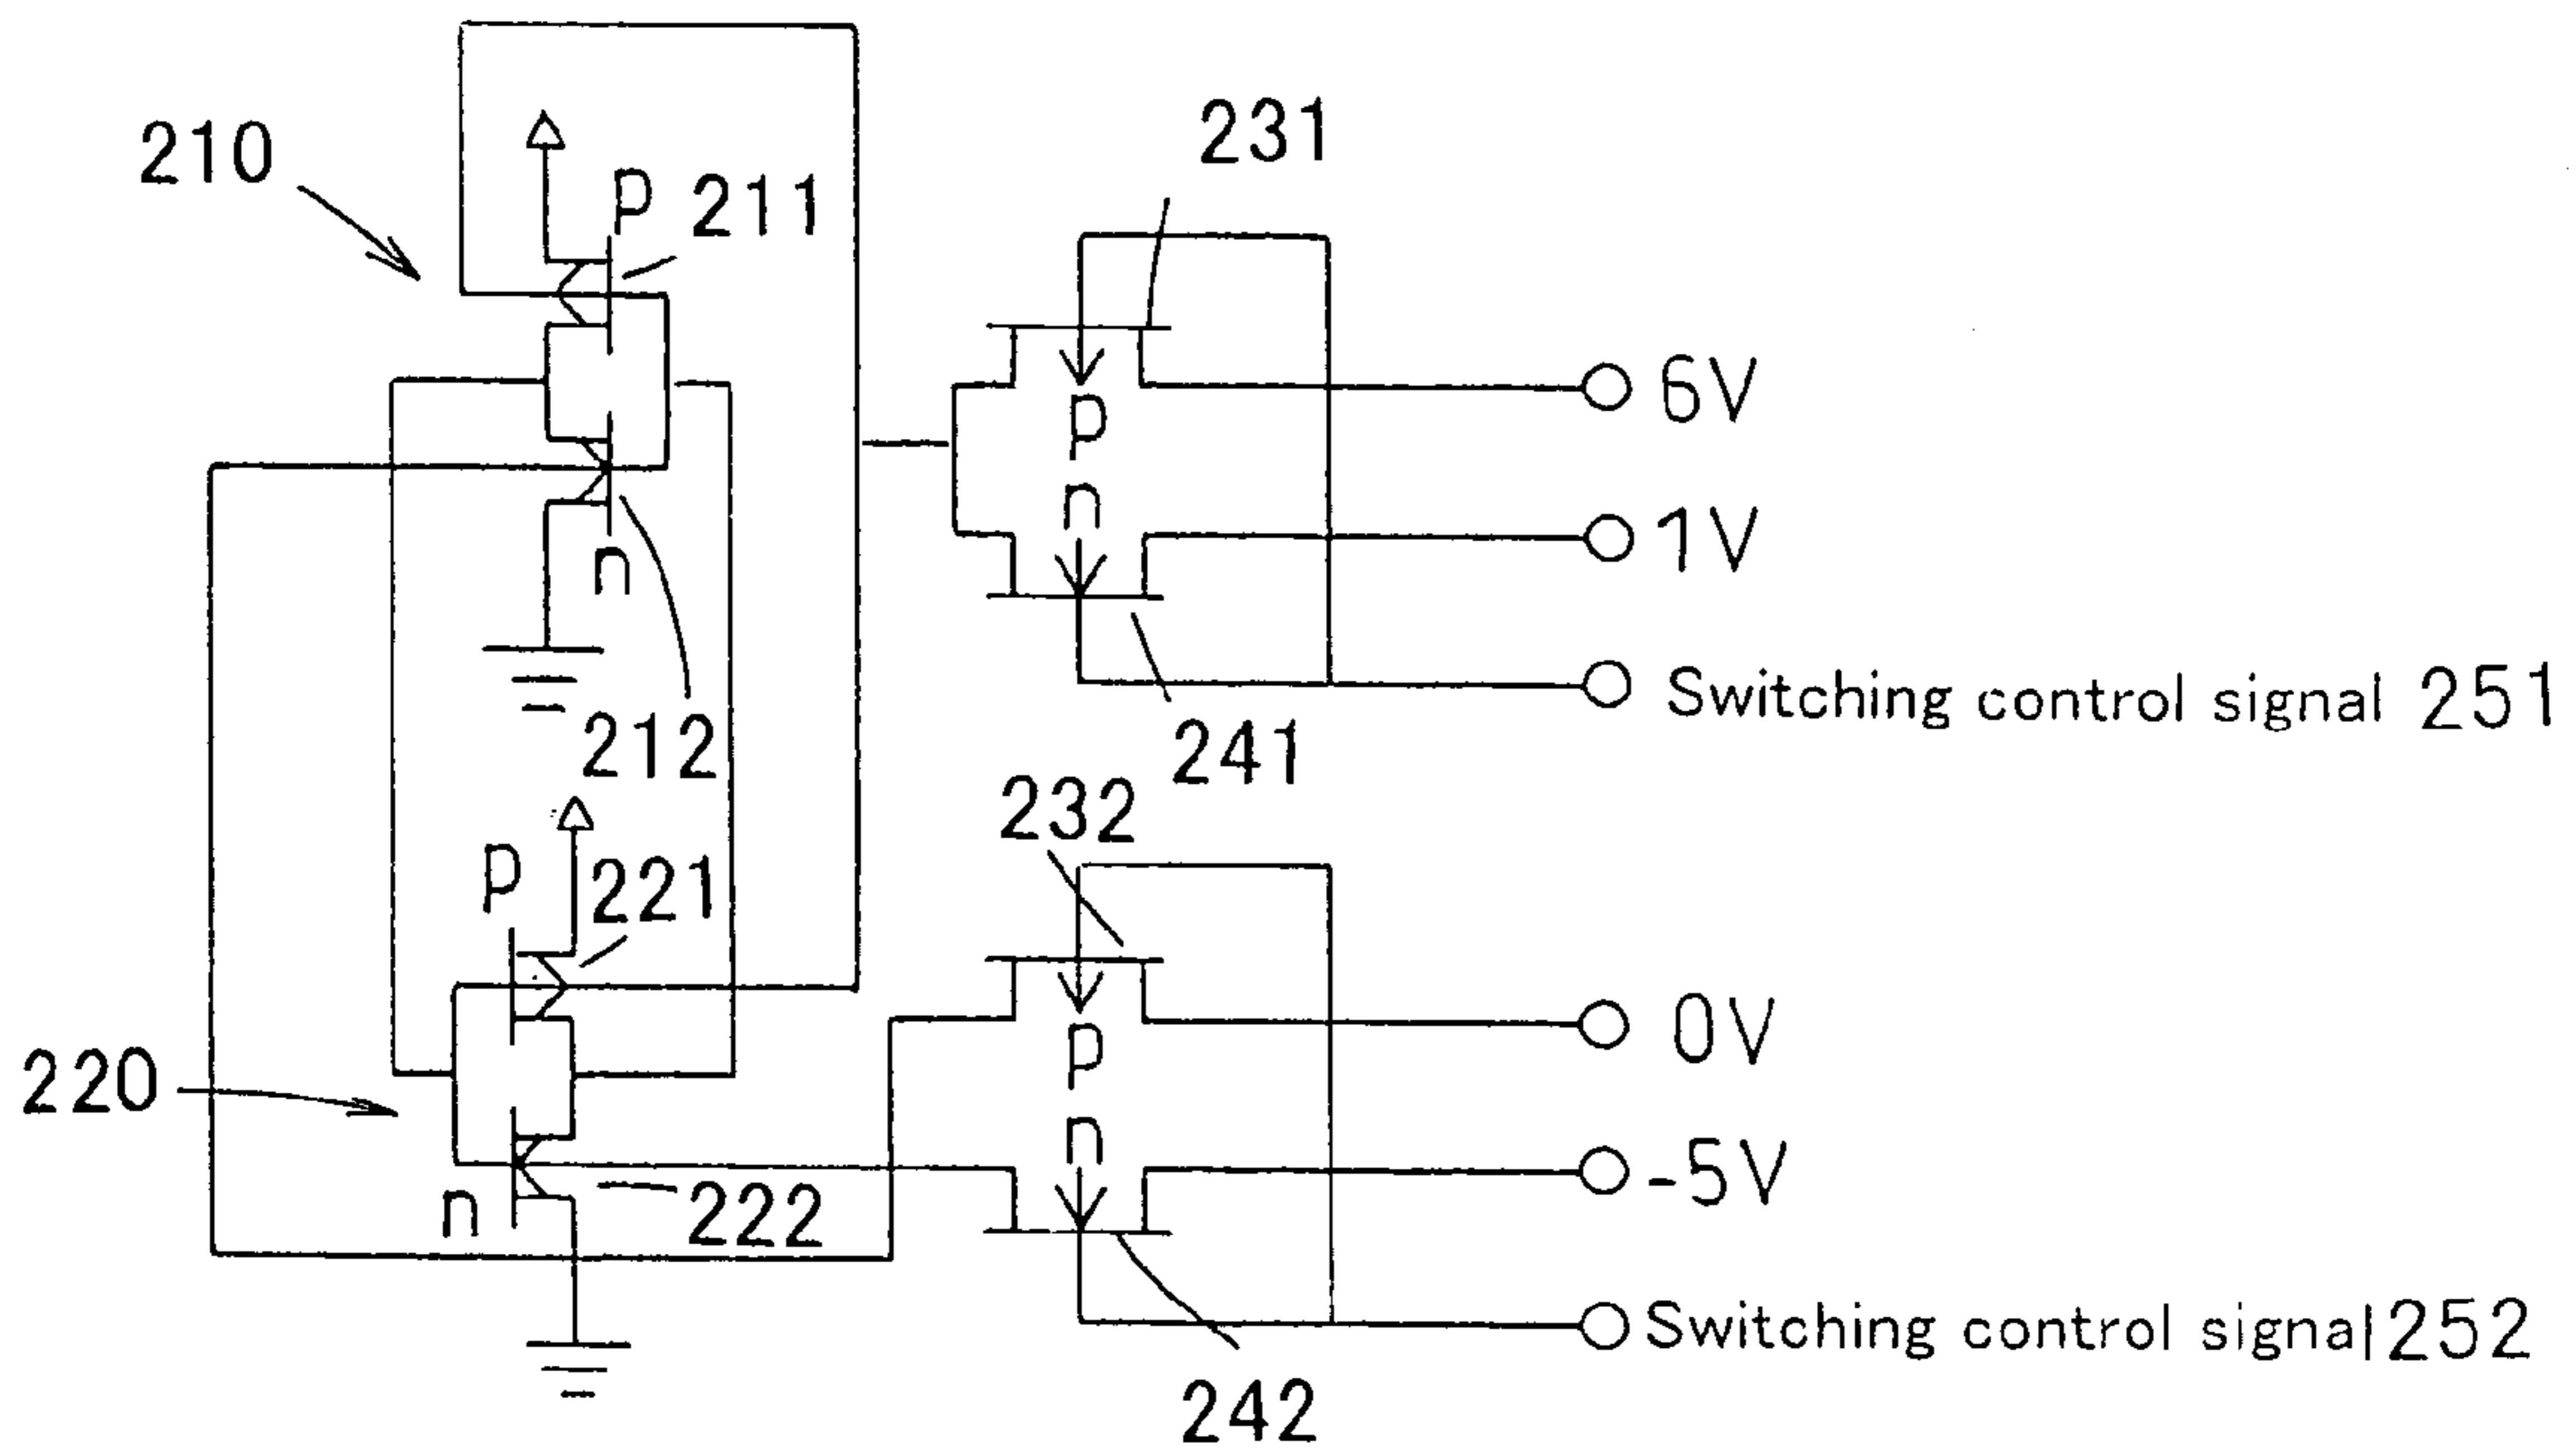 210
p
211
231
6V
p
n
1V
n
212
Switching control signal 251
241
232
p
221
0V
p
220
n
-5V
n
222
Switching control signal 252
242